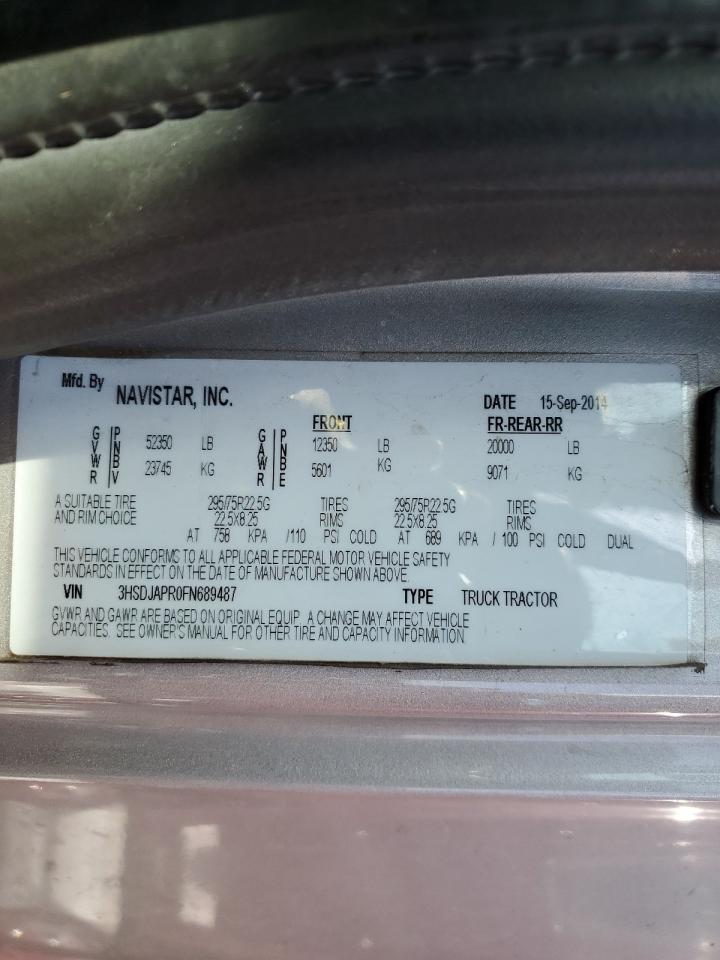 Mfd. By NAVISTAR, INC. DATE 15-Sep-2014
FRONT FR-REAR-RR
GVWR PNBV 52350 LB GAWR PNBE 12350 LB 20000 LB
23745 KG 5601 KG 9071 KG
A SUITABLE TIRE 295/75R22.5G TIRES 295/75R22.5G TIRES
AND RIM CHOICE 22.5X8.25 RIMS 22.5X8.25 RIMS
AT 758 KPA /110 PSI COLD AT 689 KPA / 100 PSI COLD DUAL
THIS VEHICLE CONFORMS TO ALL APPLICABLE FEDERAL MOTOR VEHICLE SAFETY
STANDARDS IN EFFECT ON THE DATE OF MANUFACTURE SHOWN ABOVE.
VIN 3HSDJAPR0FN689487 TYPE TRUCK TRACTOR
GVWR AND GAWR ARE BASED ON ORIGINAL EQUIP. A CHANGE MAY AFFECT VEHICLE
CAPACITIES. SEE OWNER'S MANUAL FOR OTHER TIRE AND CAPACITY INFORMATION.